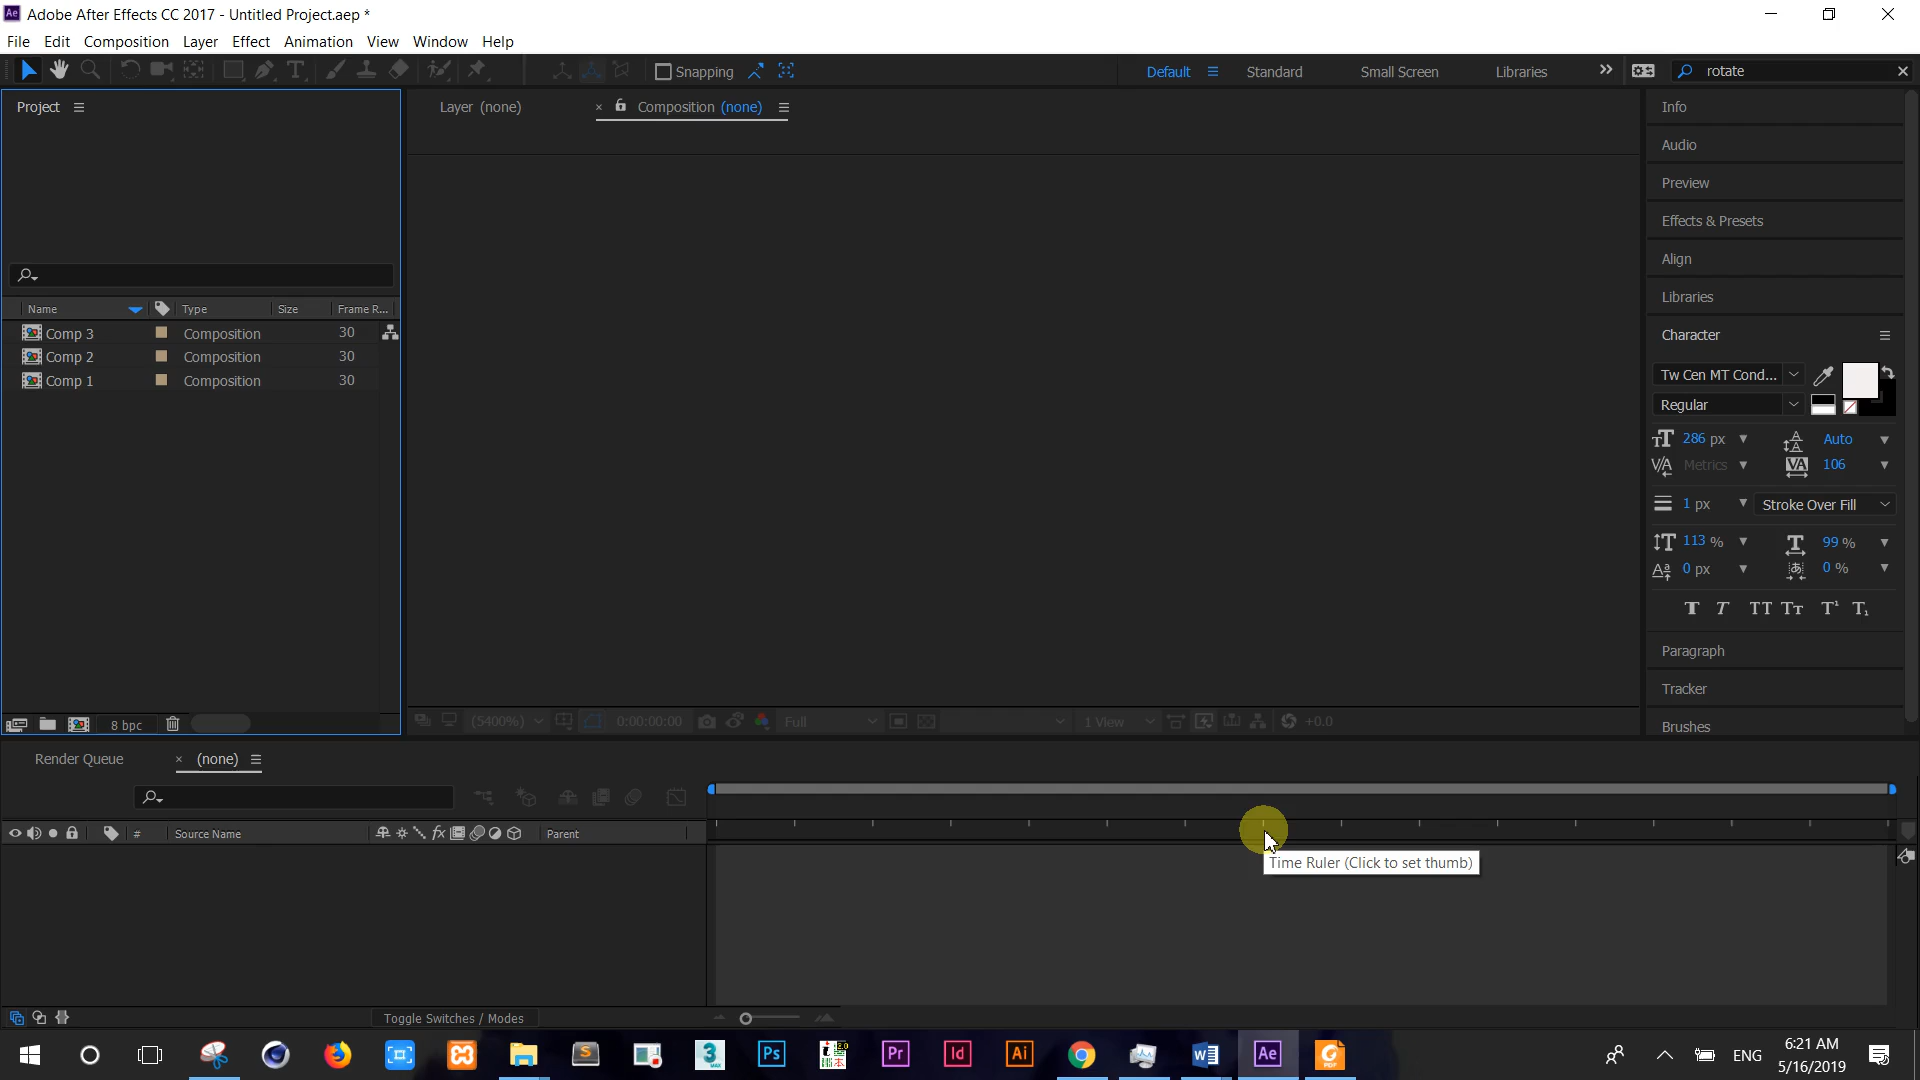 Adobe After Effects CC 2017 - Untitled Project.aep *
File Edit Composition Layer Effect Animation View Window Help
Snapping
Default Standard Small Screen Libraries
rotate
Project
Layer (none)
Composition (none)
Name Type Size Frame R...
Comp 3 Composition 30
Comp 2 Composition 30
Comp 1 Composition 30
8 bpc
(5400%) 0:00:00:00 Full 1 View +0.0
Info
Audio
Preview
Effects & Presets
Align
Libraries
Character
Tw Cen MT Cond...
Regular
286 px Auto
Metrics 106
1 px Stroke Over Fill
113 % 99 %
0 px 0 %
Paragraph
Tracker
Brushes
Render Queue (none)
# Source Name Parent
Time Ruler (Click to set thumb)
Toggle Switches / Modes
ENG
6:21 AM
5/16/2019